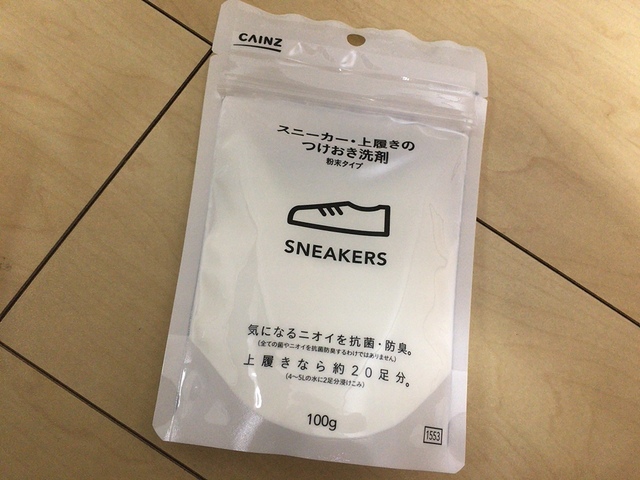 CAINZ
スニーカー・上履きの
つけおき洗剤
粉末タイプ
SNEAKERS
気になるニオイを抗菌・防臭。
(全ての菌やニオイを抗菌防臭するわけではありません)
上履きなら約20足分。
(4〜5Lの水に2足分浸けこみ)
100g
1553